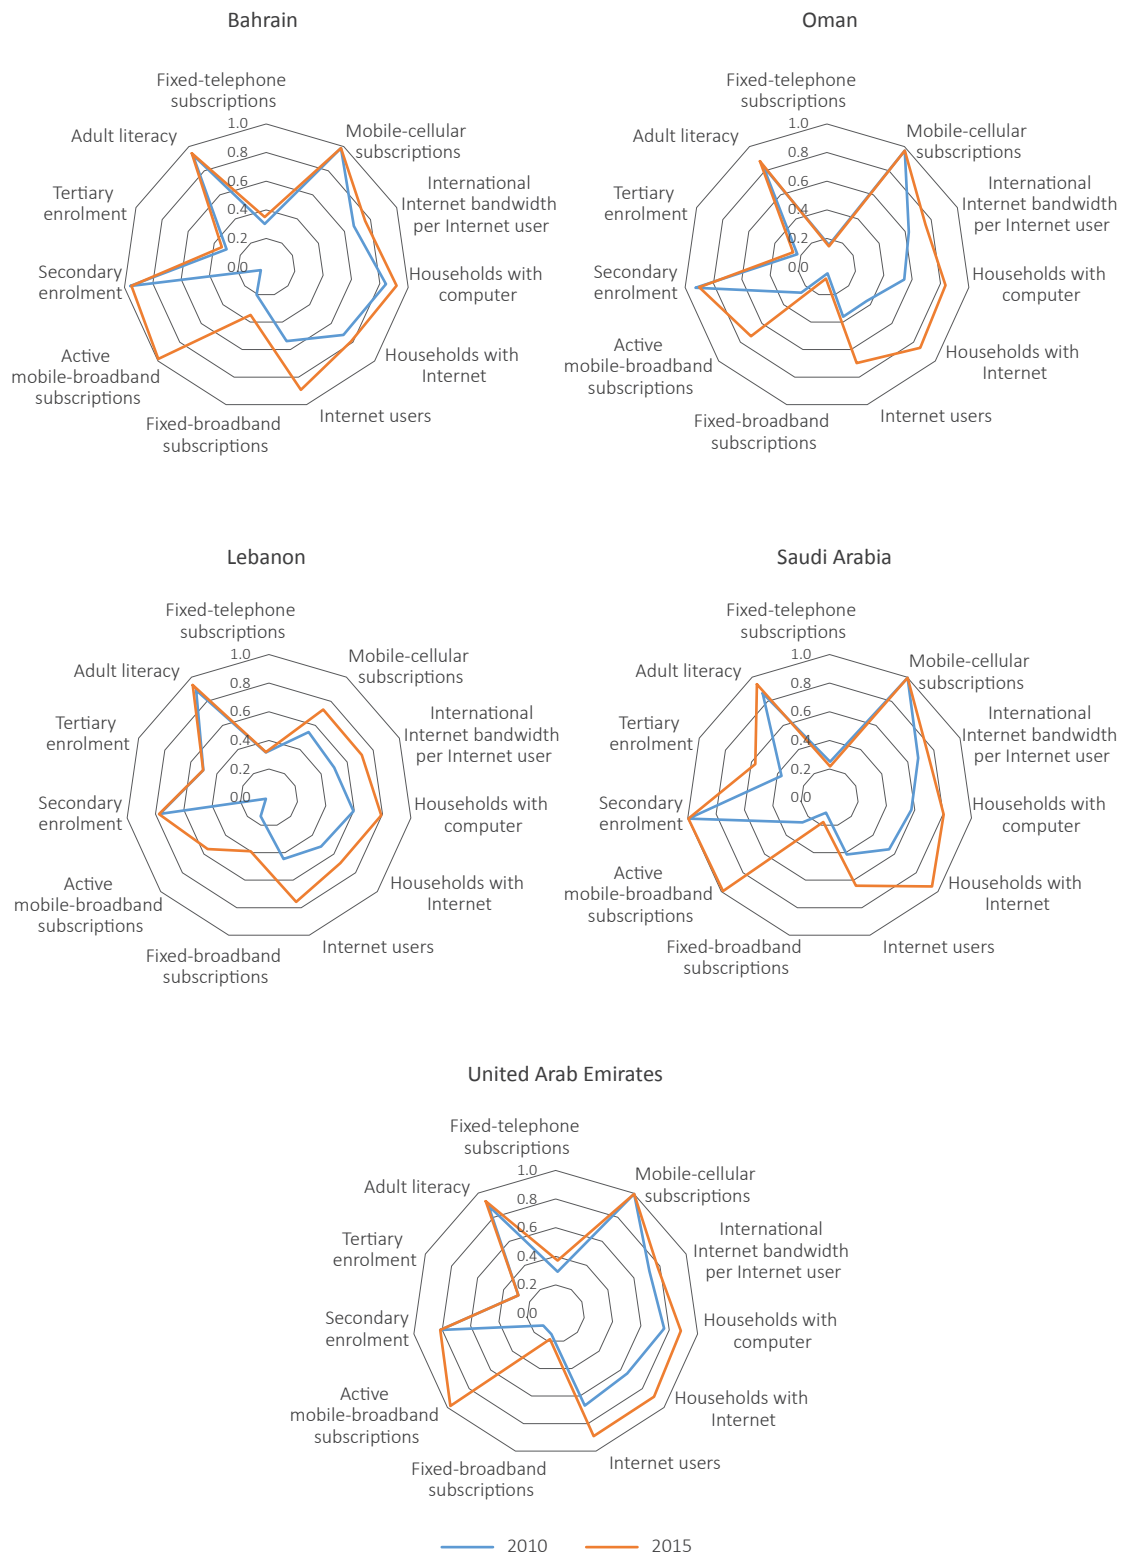 Bahrain
Fixed-telephone
subscriptions
Mobile-cellular
subscriptions
International
Internet bandwidth
per Internet user
Households with
computer
Households with
Internet
Internet users
Fixed-broadband
subscriptions
Active
mobile-broadband
subscriptions
Secondary
enrolment
Tertiary
enrolment
Adult literacy
1.0
0.8
0.6
0.4
0.2
0.0
Oman
Fixed-telephone
subscriptions
Mobile-cellular
subscriptions
International
Internet bandwidth
per Internet user
Households with
computer
Households with
Internet
Internet users
Fixed-broadband
subscriptions
Active
mobile-broadband
subscriptions
Secondary
enrolment
Tertiary
enrolment
Adult literacy
1.0
0.8
0.6
0.4
0.2
0.0
Lebanon
Fixed-telephone
subscriptions
Mobile-cellular
subscriptions
International
Internet bandwidth
per Internet user
Households with
computer
Households with
Internet
Internet users
Fixed-broadband
subscriptions
Active
mobile-broadband
subscriptions
Secondary
enrolment
Tertiary
enrolment
Adult literacy
1.0
0.8
0.6
0.4
0.2
0.0
Saudi Arabia
Fixed-telephone
subscriptions
Mobile-cellular
subscriptions
International
Internet bandwidth
per Internet user
Households with
computer
Households with
Internet
Internet users
Fixed-broadband
subscriptions
Active
mobile-broadband
subscriptions
Secondary
enrolment
Tertiary
enrolment
Adult literacy
1.0
0.8
0.6
0.4
0.2
0.0
United Arab Emirates
Fixed-telephone
subscriptions
Mobile-cellular
subscriptions
International
Internet bandwidth
per Internet user
Households with
computer
Households with
Internet
Internet users
Fixed-broadband
subscriptions
Active
mobile-broadband
subscriptions
Secondary
enrolment
Tertiary
enrolment
Adult literacy
1.0
0.8
0.6
0.4
0.2
0.0
2010
2015